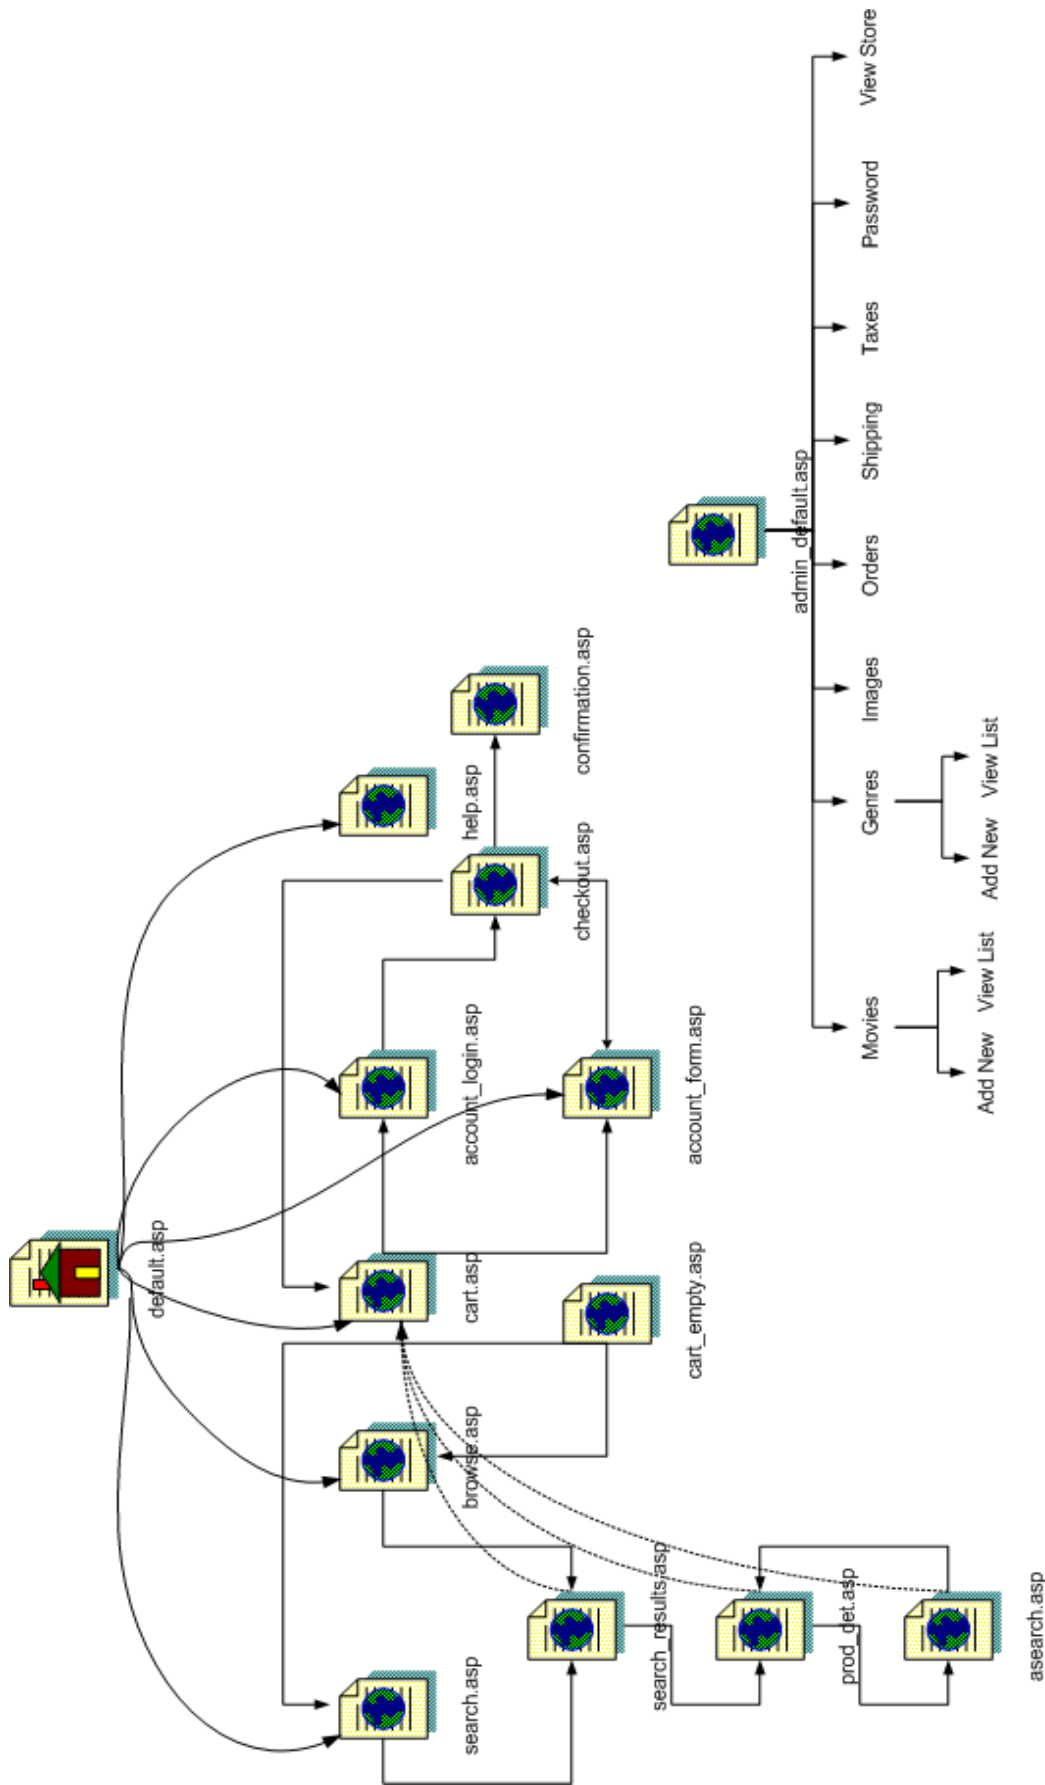 default.asp
search.asp
browse.asp
cart.asp
account_login.asp
help.asp
search_results.asp
cart_empty.asp
account_form.asp
checkout.asp
confirmation.asp
prod_det.asp
asearch.asp
admin_default.asp
Movies
Genres
Images
Orders
Shipping
Taxes
Password
View Store
Add New
View List
Add New
View List